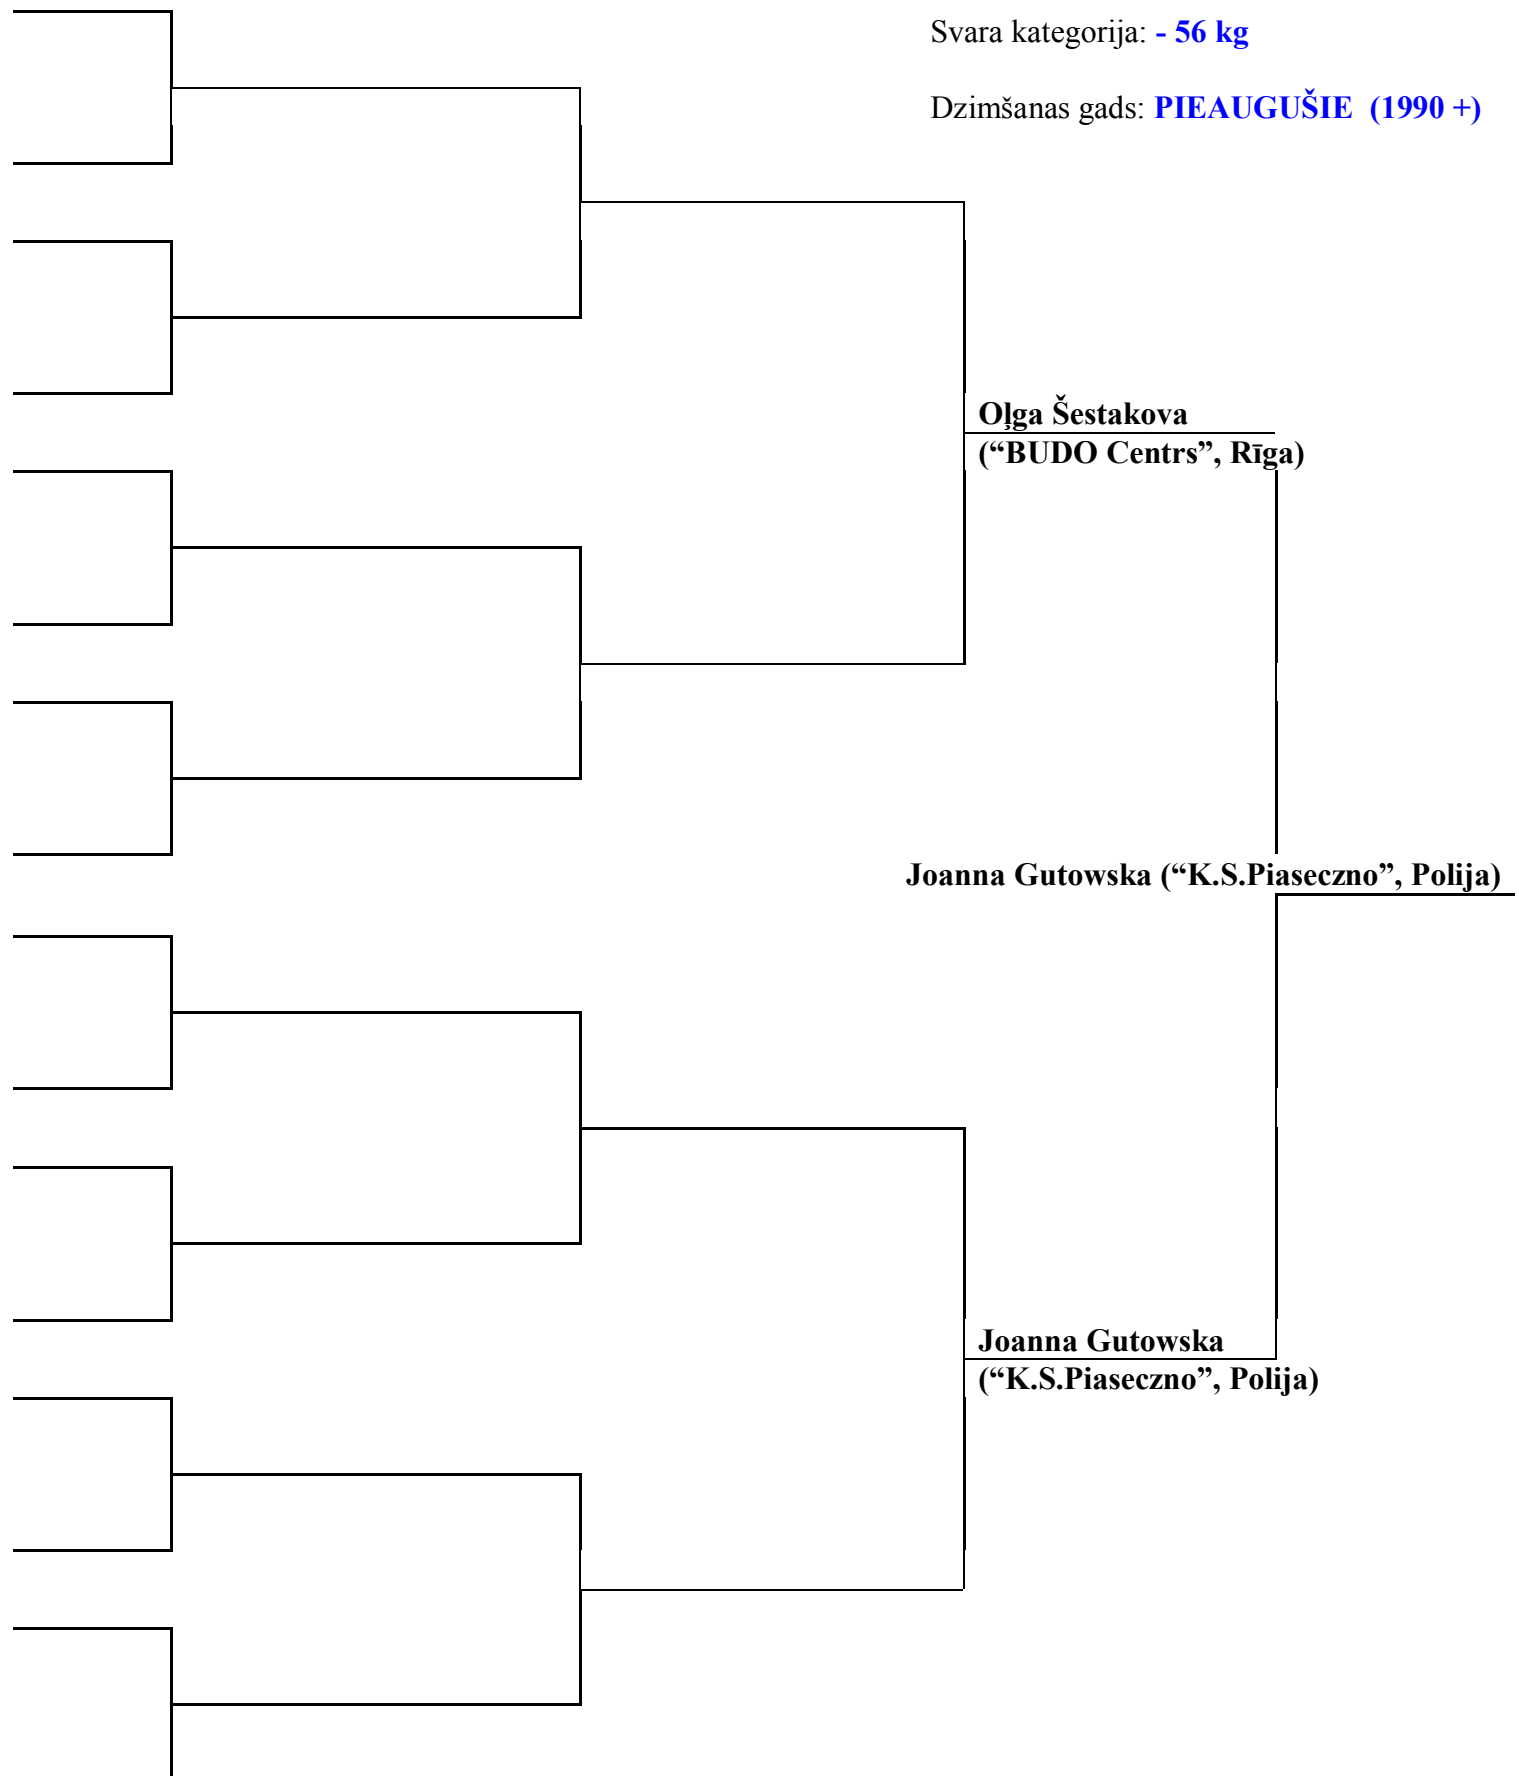 Svara kategorija: - 56 kg
Dzimšanas gads: PIEAUGUŠIE (1990 +)
Oļga Šestakova
(“BUDO Centrs”, Rīga)
Joanna Gutowska (“K.S.Piaseczno”, Polija)
Joanna Gutowska
(“K.S.Piaseczno”, Polija)